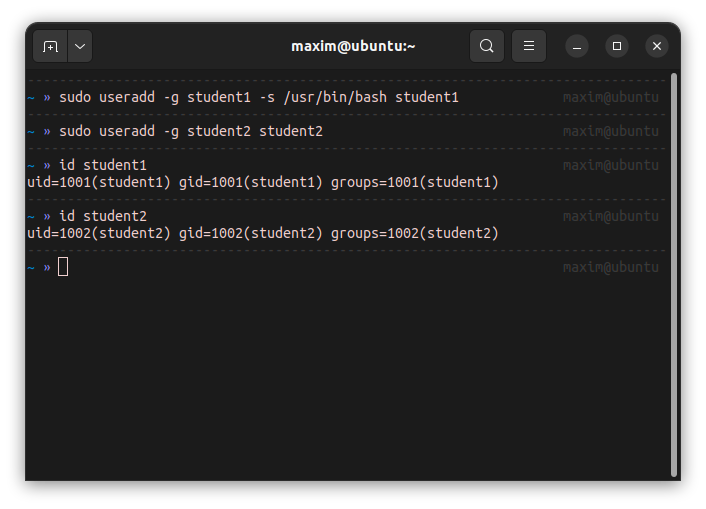 maxim@ubuntu:~
~ » sudo useradd -g student1 -s /usr/bin/bash student1 maxim@ubuntu
~ » sudo useradd -g student2 student2 maxim@ubuntu
~ » id student1 maxim@ubuntu
uid=1001(student1) gid=1001(student1) groups=1001(student1)
~ » id student2 maxim@ubuntu
uid=1002(student2) gid=1002(student2) groups=1002(student2)
~ » maxim@ubuntu